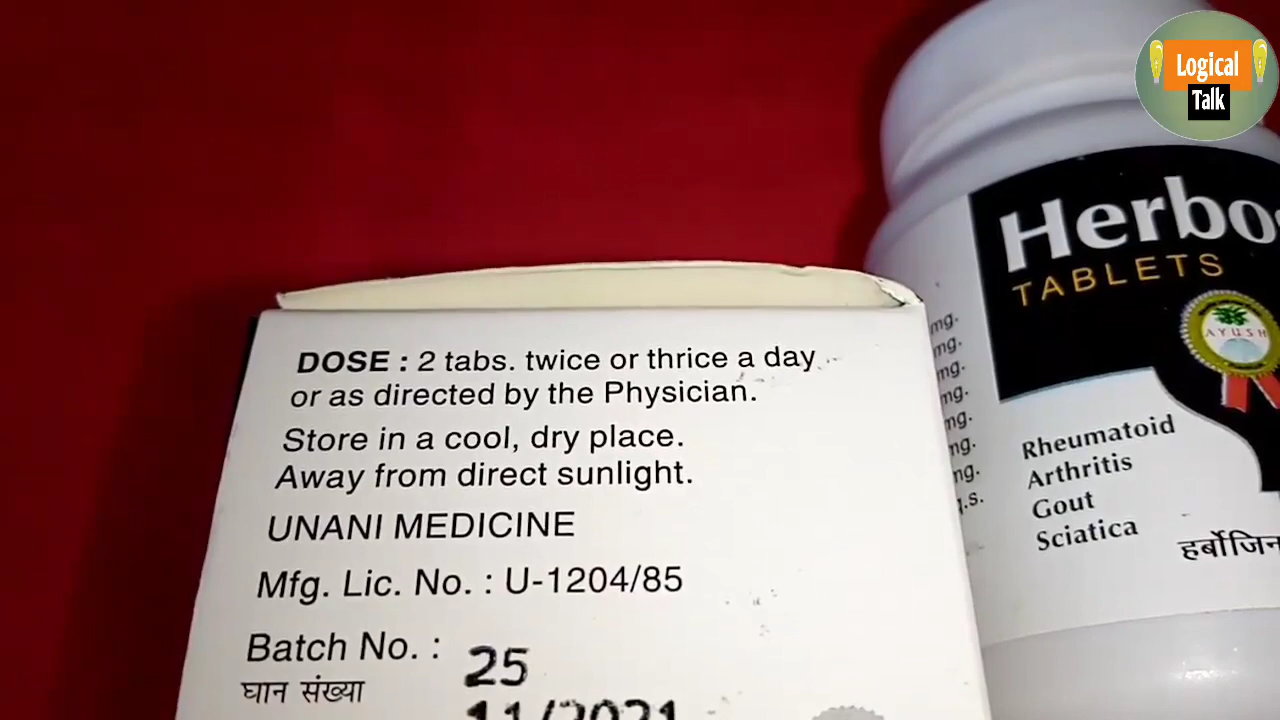 Logical
Talk
DOSE : 2 tabs. twice or thrice a day
or as directed by the Physician.
Store in a cool, dry place.
Away from direct sunlight.
UNANI MEDICINE
Mfg. Lic. No. : U-1204/85
Batch No. :
25
घान संख्या
11/2021
Herbo
TABLETS
AYUSH
mg.
mg.
mg.
mg.
mg.
mg.
mg.
q.s.
Rheumatoid
Arthritis
Gout
Sciatica